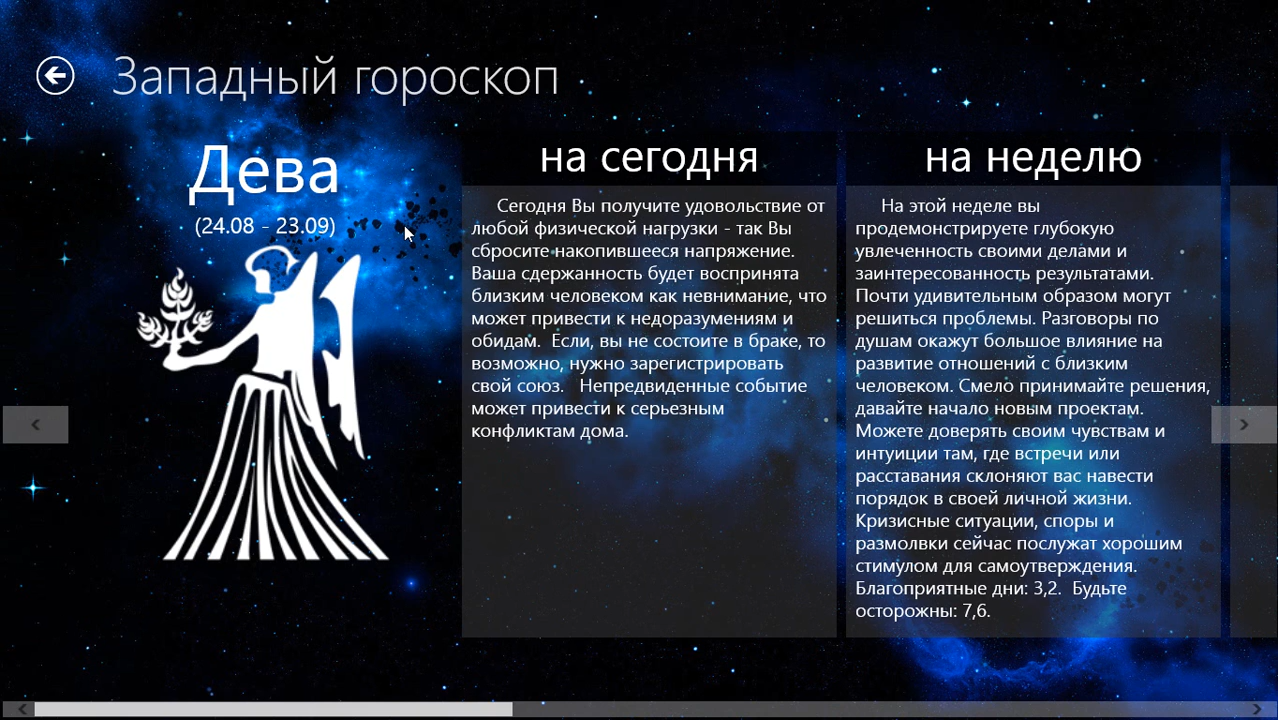 Западный гороскоп
Дева
(24.08 - 23.09)
на сегодня
Сегодня Вы получите удовольствие от
любой физической нагрузки - так Вы
сбросите накопившееся напряжение.
Ваша сдержанность будет воспринята
близким человеком как невнимание, что
может привести к недоразумениям и
обидам.  Если, вы не состоите в браке, то
возможно, нужно зарегистрировать
свой союз.   Непредвиденные событие
может привести к серьезным
конфликтам дома.
на неделю
На этой неделе вы
продемонстрируете глубокую
увлеченность своими делами и
заинтересованность результатами.
Почти удивительным образом могут
решиться проблемы. Разговоры по
душам окажут большое влияние на
развитие отношений с близким
человеком. Смело принимайте решения,
давайте начало новым проектам.
Можете доверять своим чувствам и
интуиции там, где встречи или
расставания склоняют вас навести
порядок в своей личной жизни.
Кризисные ситуации, споры и
размолвки сейчас послужат хорошим
стимулом для самоутверждения.
Благоприятные дни: 3,2.  Будьте
осторожны: 7,6.